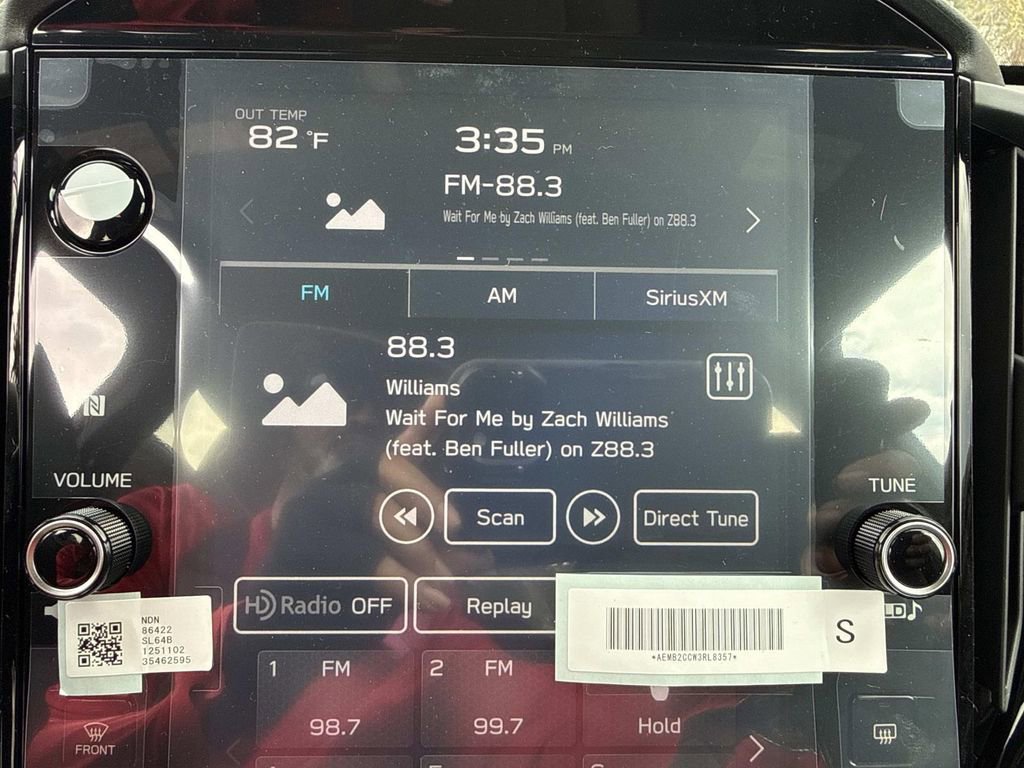 OUT TEMP
82 °F
3:35 PM
FM-88.3
Wait For Me by Zach Williams (feat. Ben Fuller) on Z88.3
FM
AM
SiriusXM
88.3
Williams
Wait For Me by Zach Williams
(feat. Ben Fuller) on Z88.3
VOLUME
TUNE
Scan
Direct Tune
HD Radio OFF
Replay
NDN
86422
SL64B
1251102
35462595
*AEMB2CCW3RL8357*
S
LD
1 FM
98.7
2 FM
99.7
Hold
FRONT